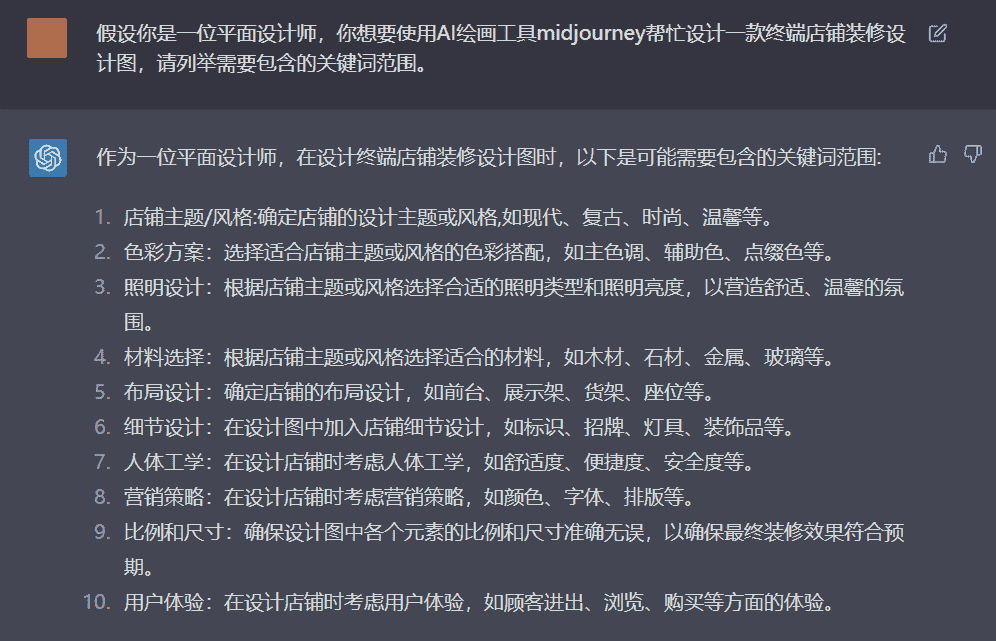 假设你是一位平面设计师，你想要使用AI绘画工具midjourney帮忙设计一款终端店铺装修设
计图，请列举需要包含的关键词范围。
作为一位平面设计师，在设计终端店铺装修设计图时，以下是可能需要包含的关键词范围:
1. 店铺主题/风格:确定店铺的设计主题或风格,如现代、复古、时尚、温馨等。
2. 色彩方案：选择适合店铺主题或风格的色彩搭配，如主色调、辅助色、点缀色等。
3. 照明设计：根据店铺主题或风格选择合适的照明类型和照明亮度，以营造舒适、温馨的氛
围。
4. 材料选择：根据店铺主题或风格选择适合的材料，如木材、石材、金属、玻璃等。
5. 布局设计：确定店铺的布局设计，如前台、展示架、货架、座位等。
6. 细节设计：在设计图中加入店铺细节设计，如标识、招牌、灯具、装饰品等。
7. 人体工学：在设计店铺时考虑人体工学，如舒适度、便捷度、安全度等。
8. 营销策略：在设计店铺时考虑营销策略，如颜色、字体、排版等。
9. 比例和尺寸：确保设计图中各个元素的比例和尺寸准确无误，以确保最终装修效果符合预
期。
10. 用户体验：在设计店铺时考虑用户体验，如顾客进出、浏览、购买等方面的体验。